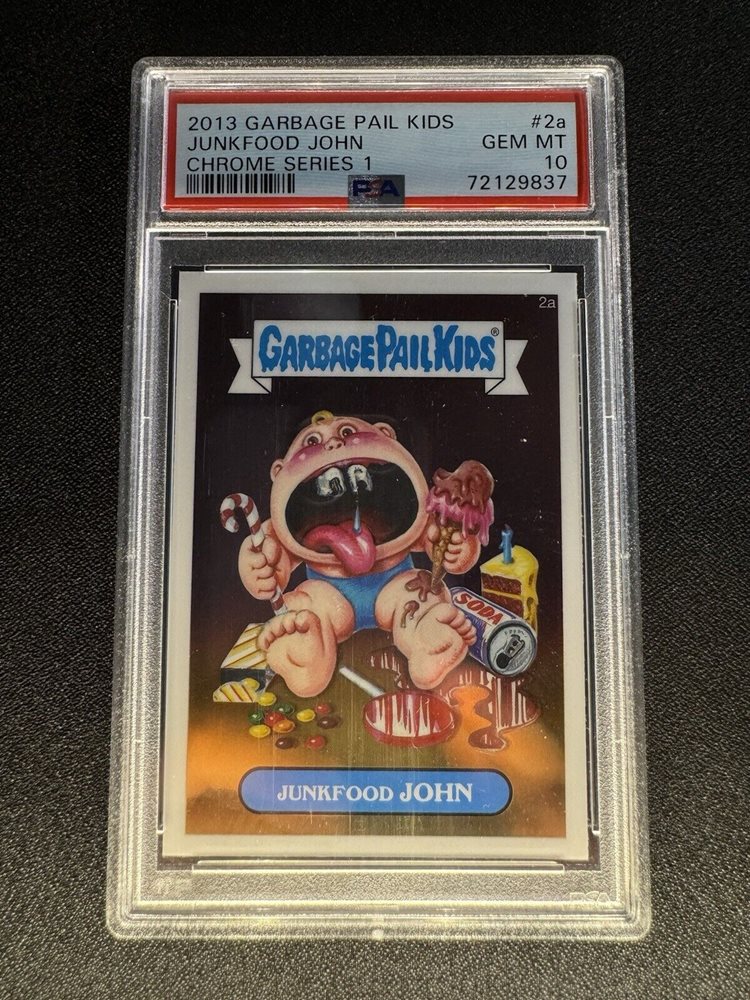 2013 GARBAGE PAIL KIDS #2a
JUNKFOOD JOHN GEM MT
CHROME SERIES 1 10
PSA 72129837
2a
GARBAGE PAIL KIDS®
SODA
JUNKFOOD JOHN
PSA